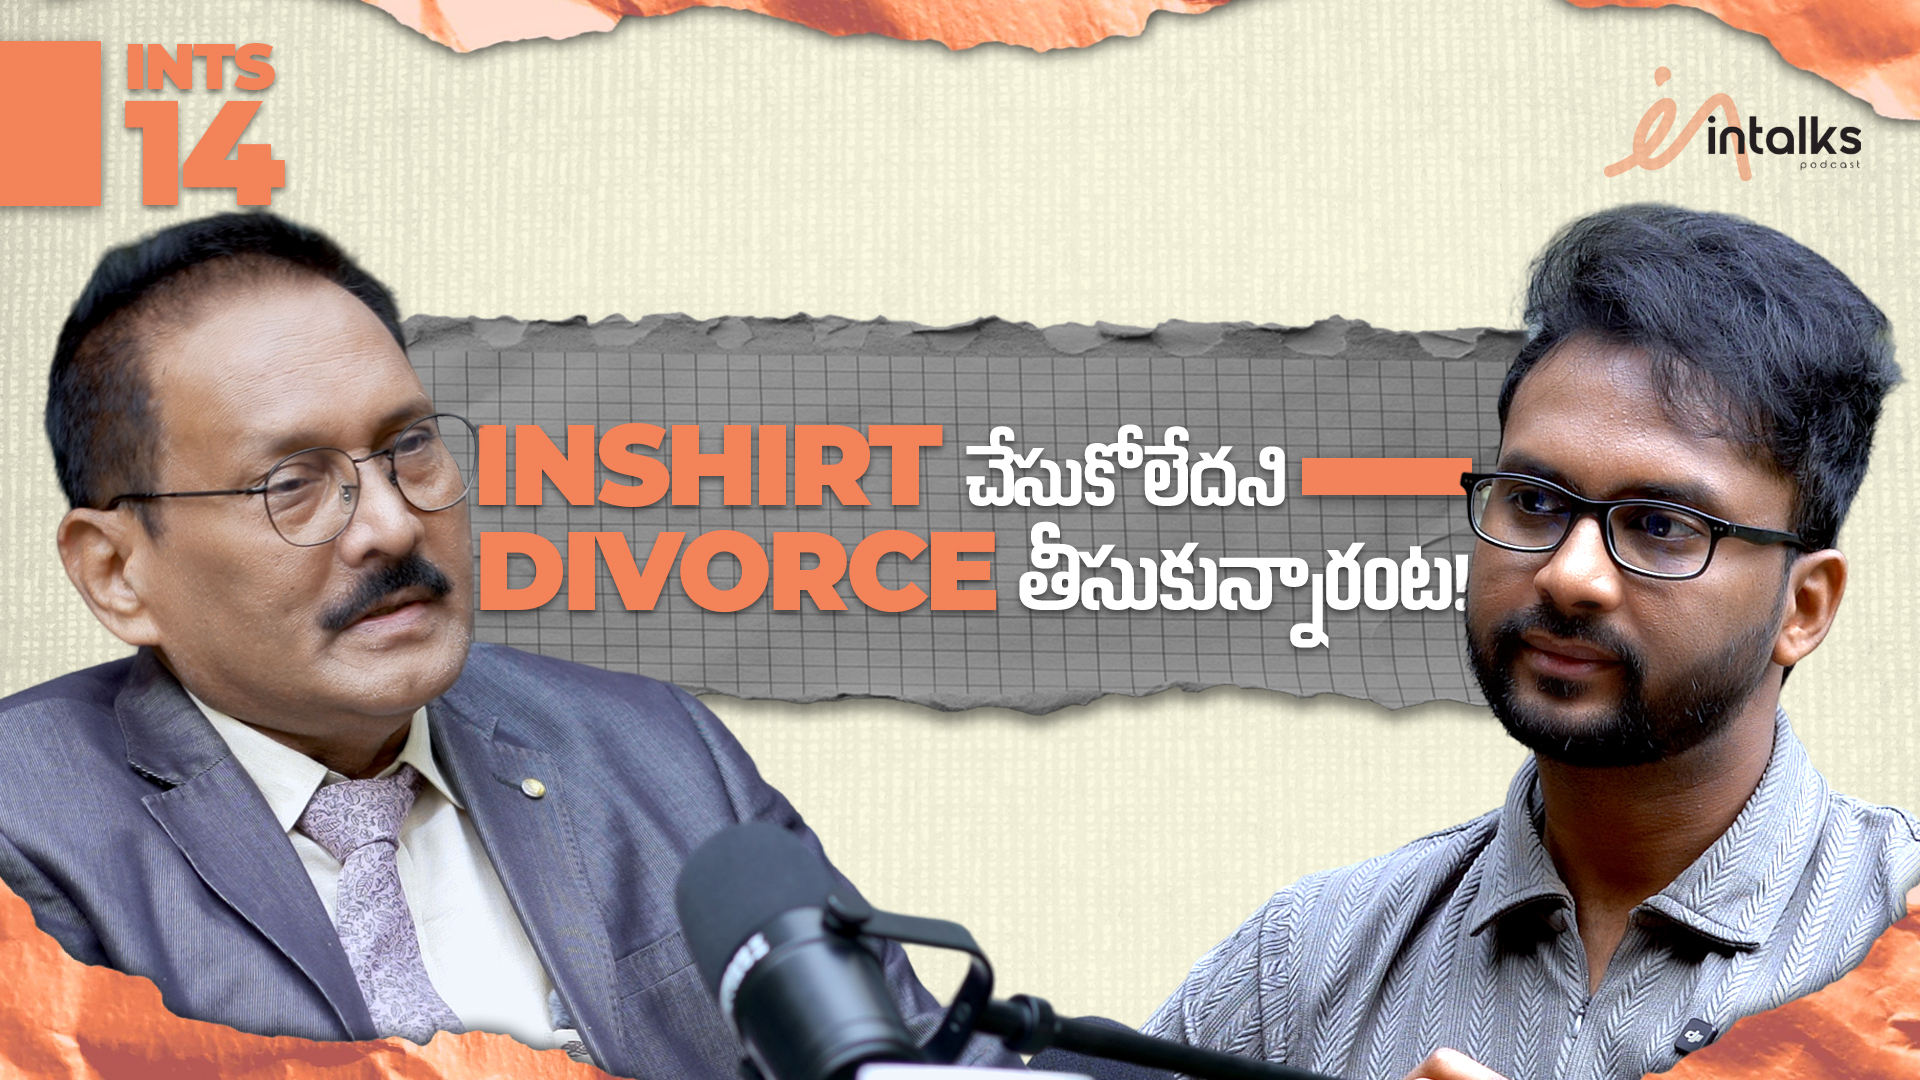 INTS
14
intalks
podcast
INSHIRT చేసుకోలేదని
DIVORCE తీసుకున్నారంట!